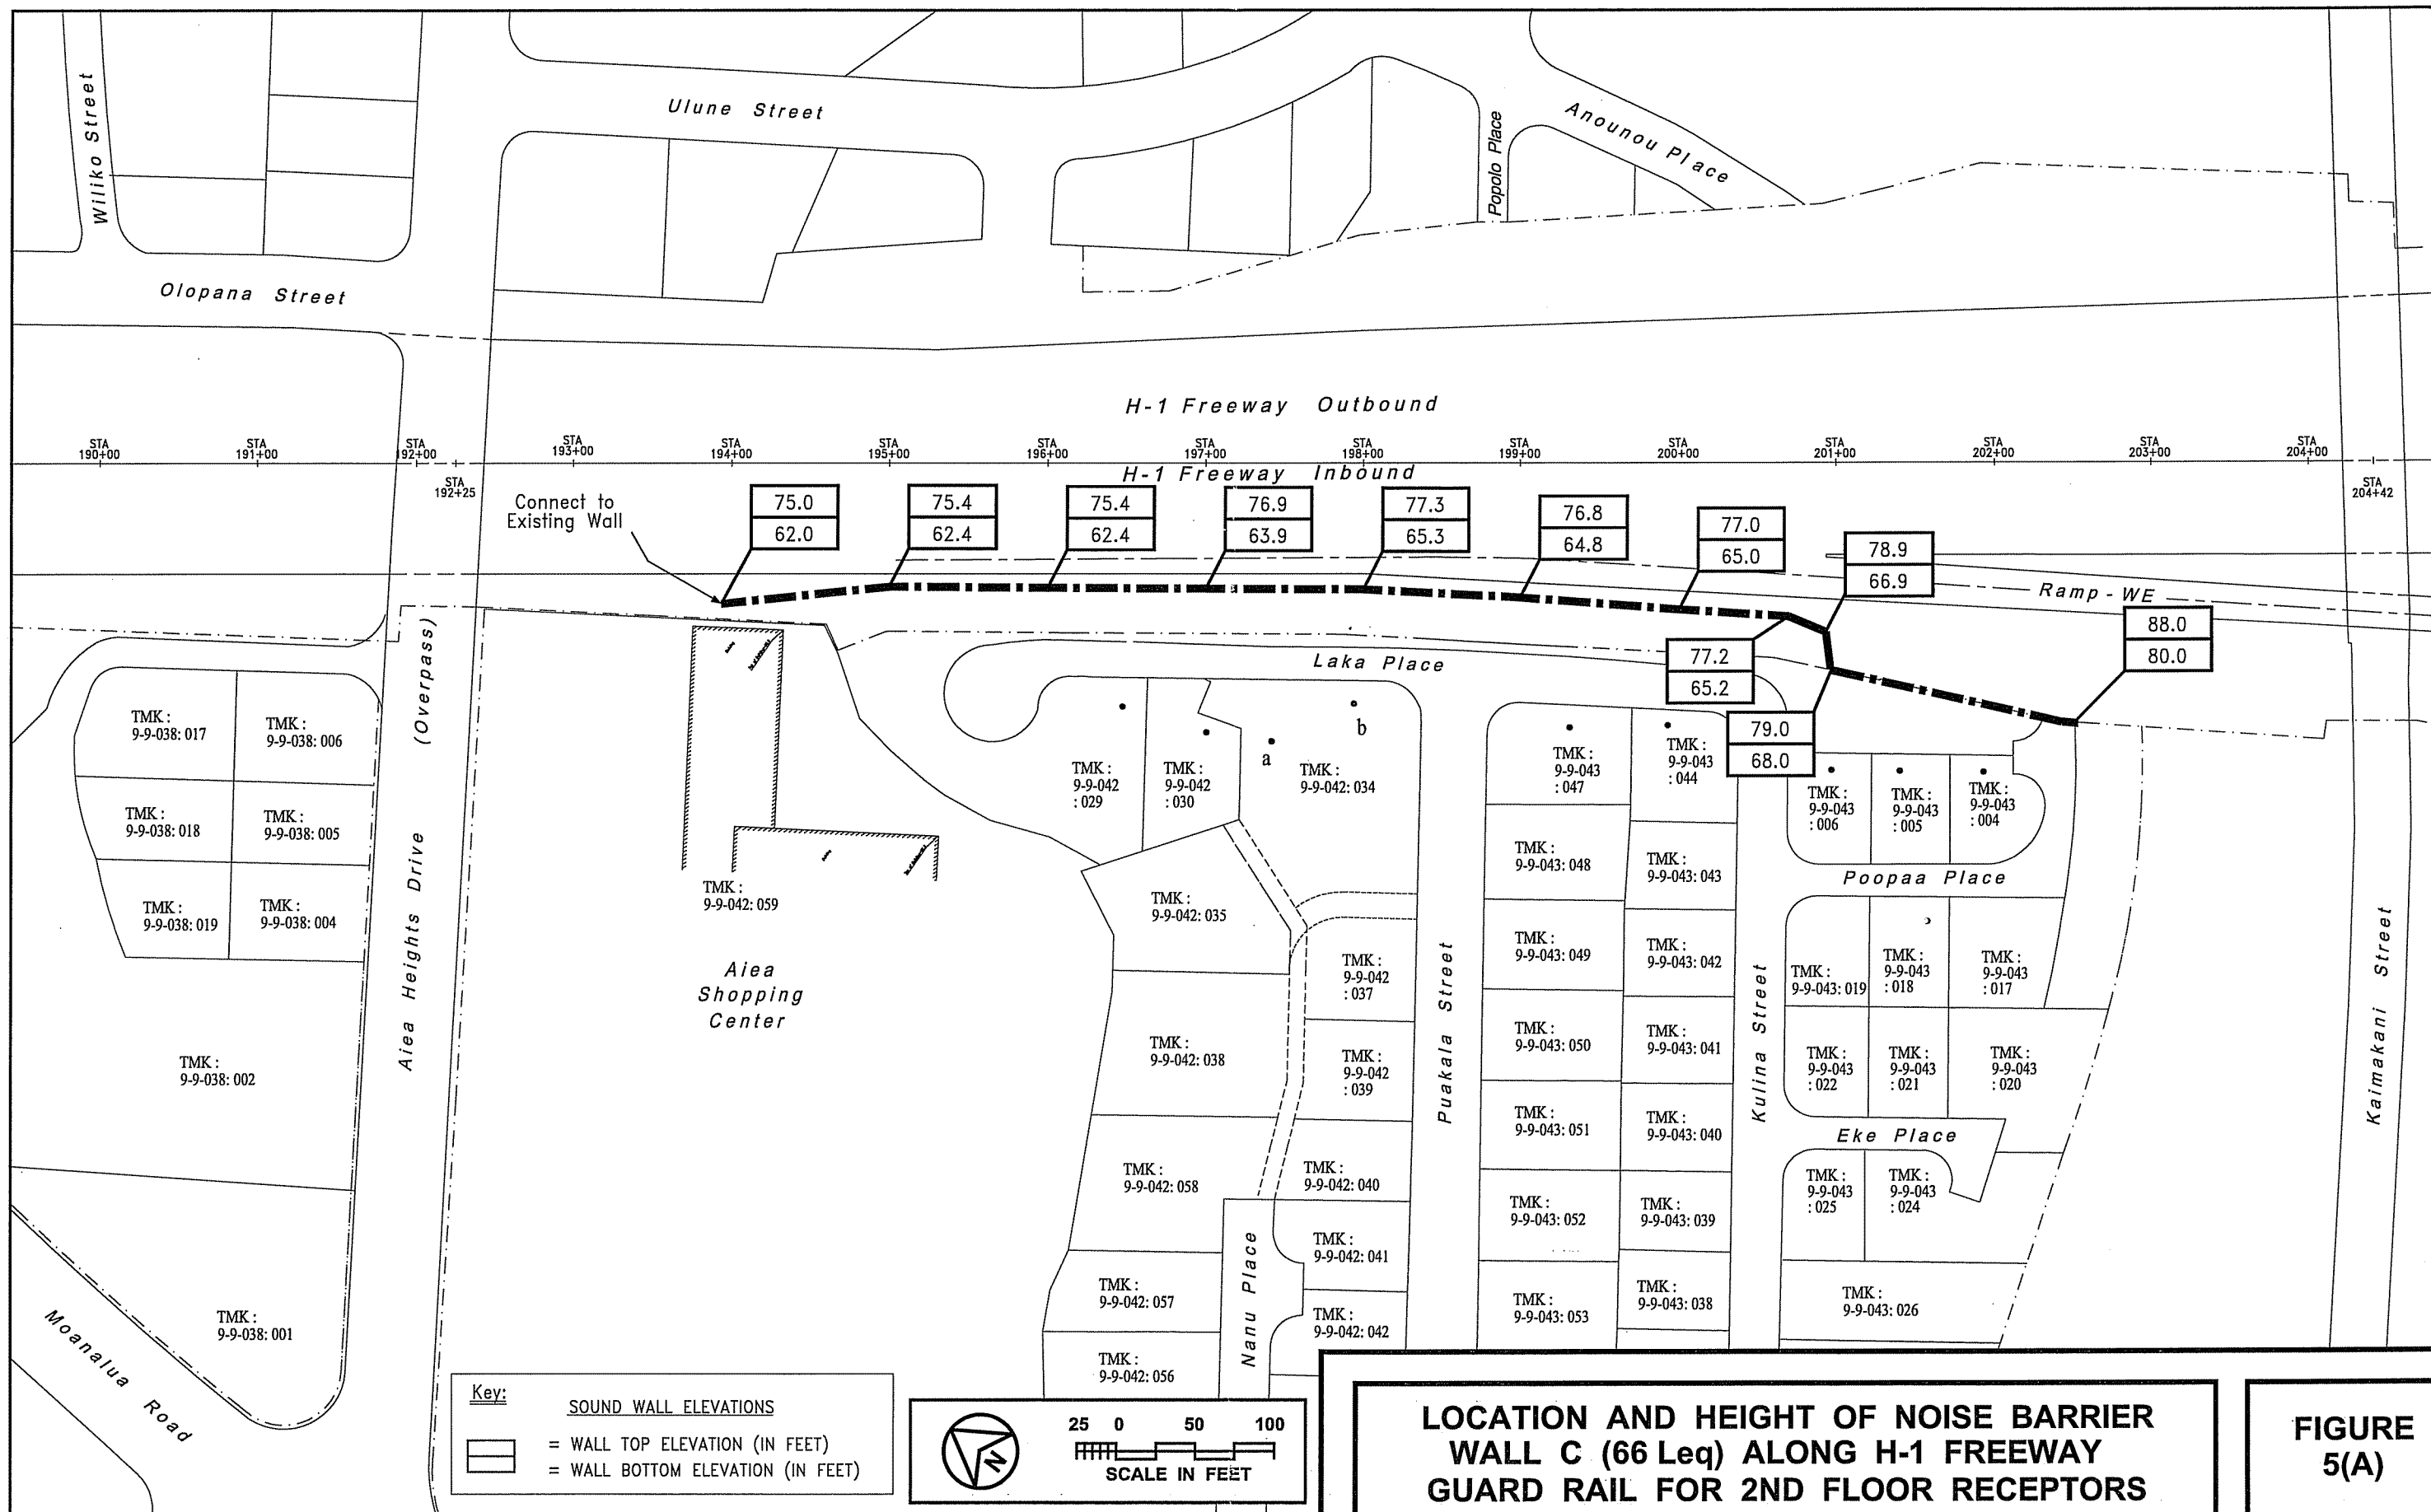 Wiliko Street
Ulune Street
Popolo Place
Anounou Place
Olopana Street
H-1 Freeway Outbound
STA
190+00
STA
191+00
STA
192+00
STA
193+00
STA
194+00
STA
195+00
STA
196+00
STA
197+00
STA
198+00
STA
199+00
STA
200+00
STA
201+00
STA
202+00
STA
203+00
STA
204+00
H-1 Freeway Inbound
STA
192+25
STA
204+42
Connect to
Existing Wall
75.0
62.0
75.4
62.4
75.4
62.4
76.9
63.9
77.3
65.3
76.8
64.8
77.0
65.0
78.9
66.9
Ramp-WE
88.0
80.0
77.2
65.2
79.0
68.0
Laka Place
a
b
TMK :
9-9-038: 017
TMK :
9-9-038: 006
TMK :
9-9-038: 018
TMK :
9-9-038: 005
TMK :
9-9-038: 019
TMK :
9-9-038: 004
TMK :
9-9-038: 002
TMK :
9-9-038: 001
Moanalua Road
Aiea Heights Drive (Overpass)
TMK :
9-9-042: 059
Aiea
Shopping
Center
TMK :
9-9-042
: 029
TMK :
9-9-042
: 030
TMK :
9-9-042: 034
TMK :
9-9-042: 035
TMK :
9-9-042
: 037
TMK :
9-9-042: 038
TMK :
9-9-042
: 039
TMK :
9-9-042: 058
TMK :
9-9-042: 040
TMK :
9-9-042: 041
TMK :
9-9-042: 057
TMK :
9-9-042: 042
TMK :
9-9-042: 056
Nanu Place
Puakala Street
TMK :
9-9-043
: 047
TMK :
9-9-043
: 044
TMK :
9-9-043: 048
TMK :
9-9-043: 043
TMK :
9-9-043: 049
TMK :
9-9-043: 042
TMK :
9-9-043: 050
TMK :
9-9-043: 041
TMK :
9-9-043: 051
TMK :
9-9-043: 040
TMK :
9-9-043: 052
TMK :
9-9-043: 039
TMK :
9-9-043: 053
TMK :
9-9-043: 038
Kulina Street
TMK :
9-9-043
: 006
TMK :
9-9-043
: 005
TMK :
9-9-043
: 004
Poopaa Place
TMK :
9-9-043: 019
TMK :
9-9-043
: 018
TMK :
9-9-043
: 017
TMK :
9-9-043
: 022
TMK :
9-9-043
: 021
TMK :
9-9-043
: 020
Eke Place
TMK :
9-9-043
: 025
TMK :
9-9-043
: 024
TMK :
9-9-043: 026
Kaimakani Street
Key:
SOUND WALL ELEVATIONS
= WALL TOP ELEVATION (IN FEET)
= WALL BOTTOM ELEVATION (IN FEET)
N
25 0 50 100
SCALE IN FEET
LOCATION AND HEIGHT OF NOISE BARRIER
WALL C (66 Leq) ALONG H-1 FREEWAY
GUARD RAIL FOR 2ND FLOOR RECEPTORS
FIGURE
5(A)